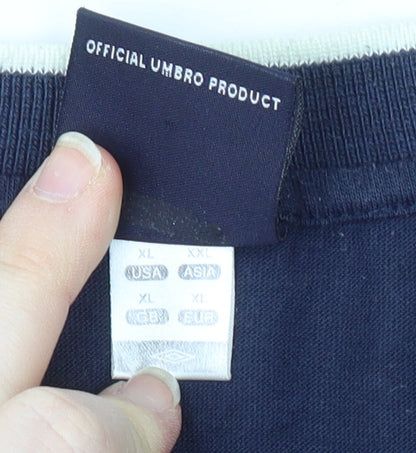 OFFICIAL UMBRO PRODUCT
XL XXL
USA ASIA
XL XL
GB EUR